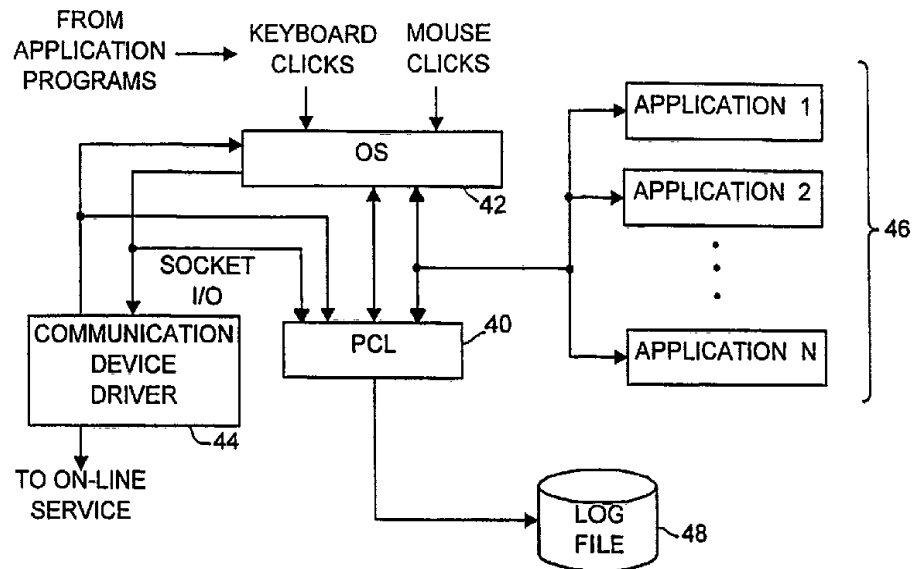 FROM
APPLICATION
PROGRAMS
KEYBOARD
CLICKS
MOUSE
CLICKS
OS
42
APPLICATION 1
APPLICATION 2
APPLICATION N
46
SOCKET
I/O
COMMUNICATION
DEVICE
DRIVER
44
PCL
40
TO ON-LINE
SERVICE
LOG
FILE
48